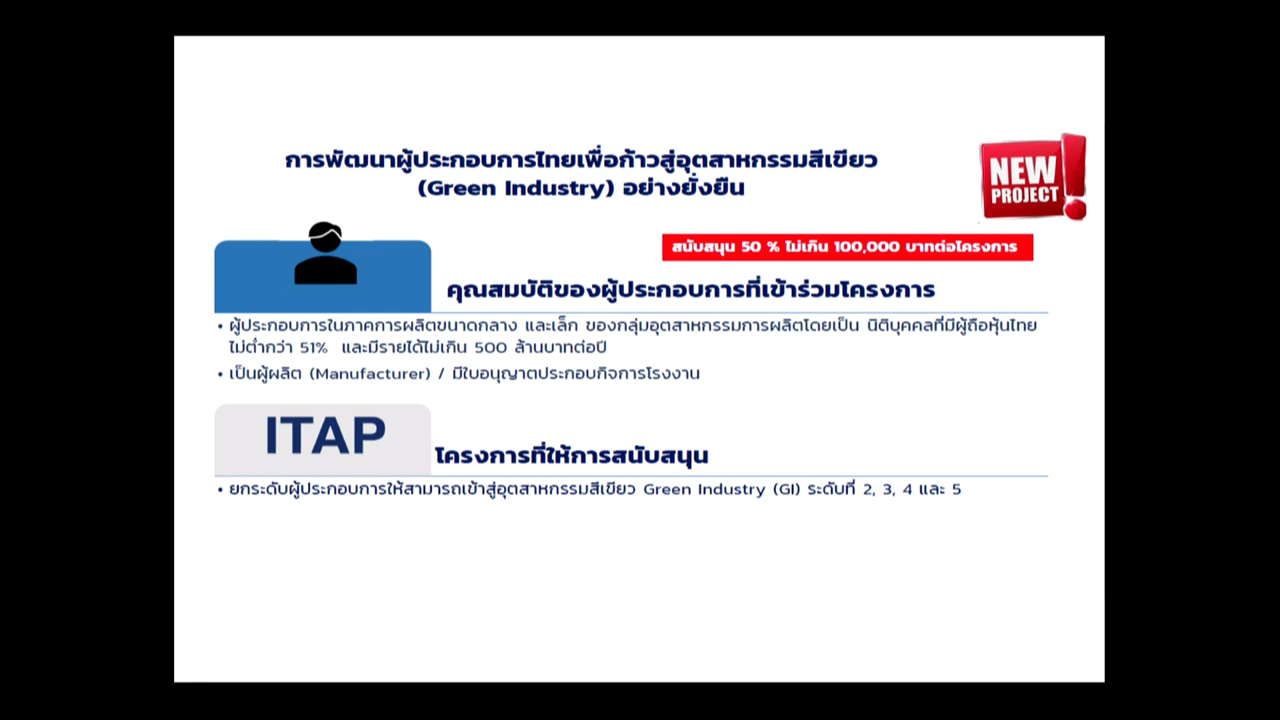 การพัฒนาผู้ประกอบการไทยเพื่อก้าวสู่อุตสาหกรรมสีเขียว
(Green Industry) อย่างยั่งยืน
NEW
PROJECT
สนับสนุน 50 % ไม่เกิน 100,000 บาทต่อโครงการ
คุณสมบัติของผู้ประกอบการที่เข้าร่วมโครงการ
• ผู้ประกอบการในภาคการผลิตขนาดกลาง และเล็ก ของกลุ่มอุตสาหกรรมการผลิตโดยเป็น นิติบุคคลที่มีผู้ถือหุ้นไทย
ไม่ต่ำกว่า 51% และมีรายได้ไม่เกิน 500 ล้านบาทต่อปี
• เป็นผู้ผลิต (Manufacturer) / มีใบอนุญาตประกอบกิจการโรงงาน
ITAP
โครงการที่ให้การสนับสนุน
• ยกระดับผู้ประกอบการให้สามารถเข้าสู่อุตสาหกรรมสีเขียว Green Industry (GI) ระดับที่ 2, 3, 4 และ 5